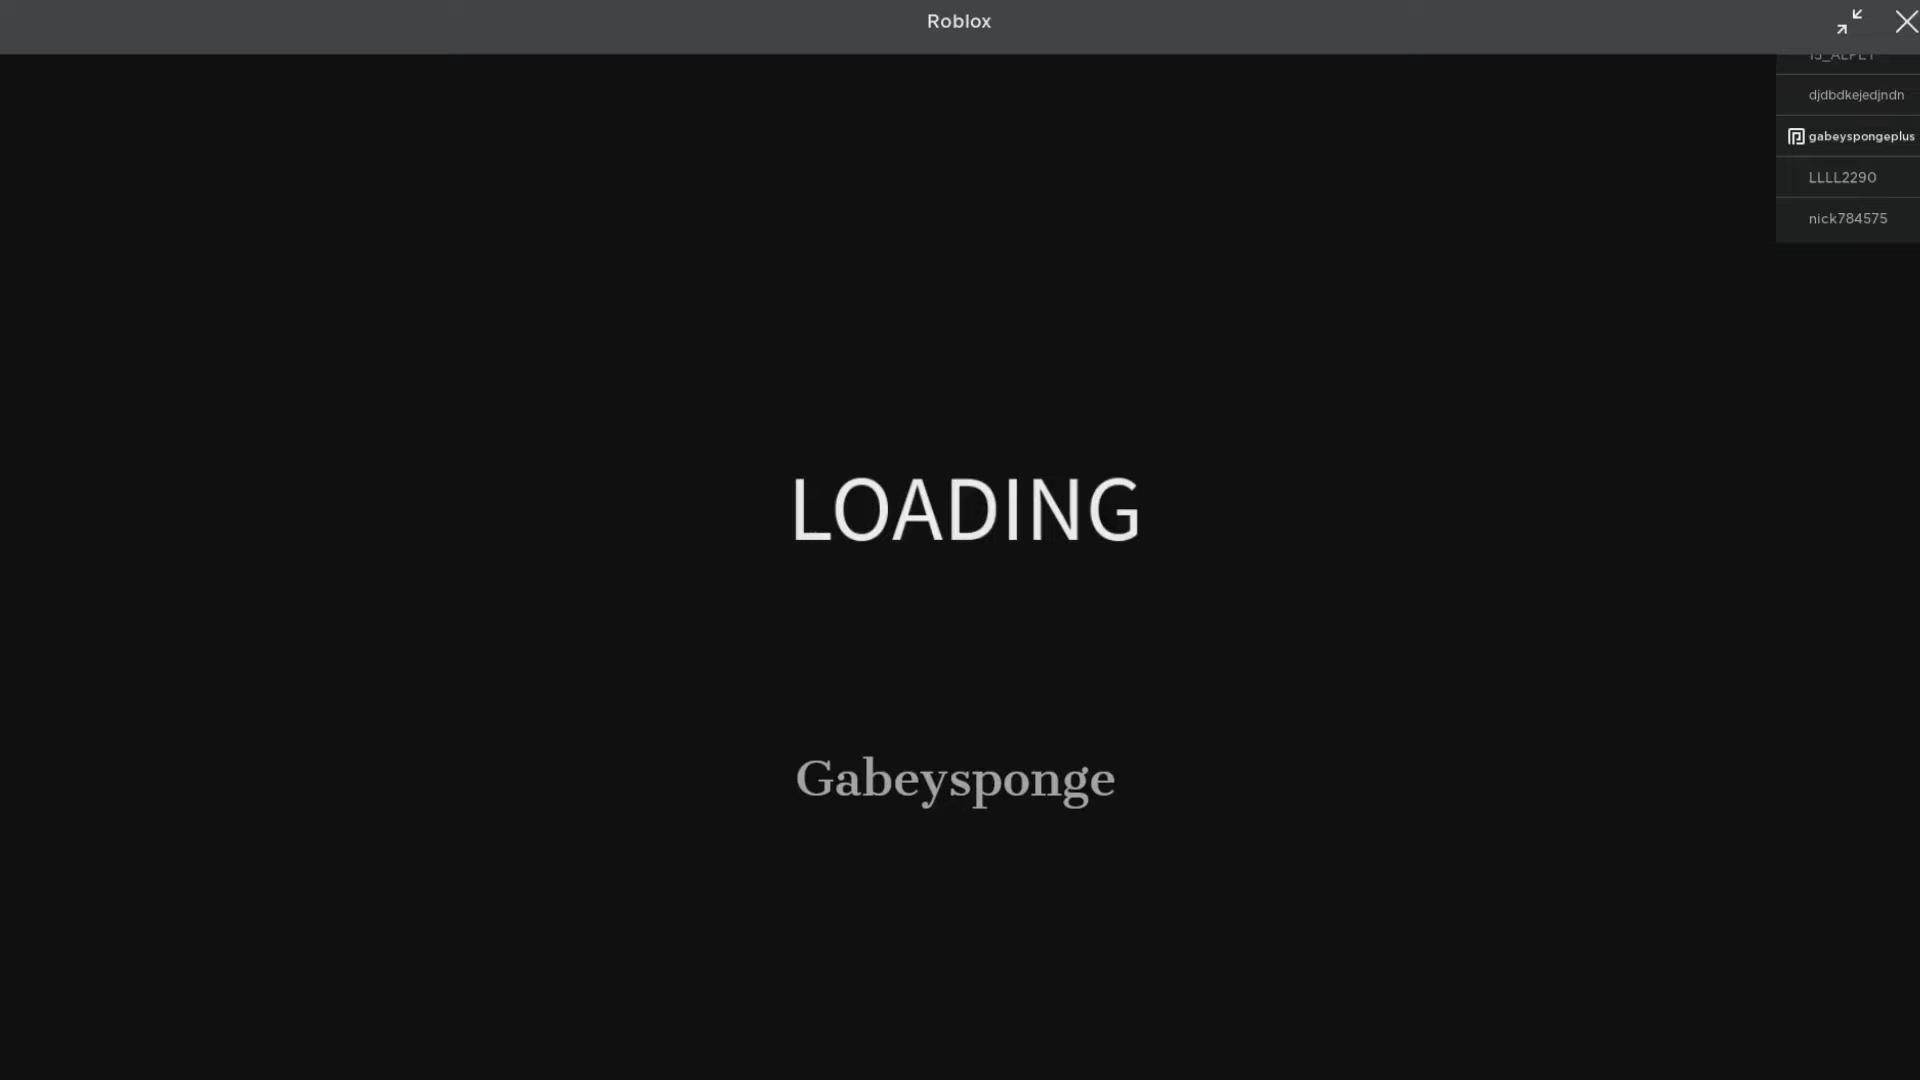 Roblox
djdbdkejedjndn
gabeyspongeplus
LLLL2290
nick784575
LOADING
Gabeysponge